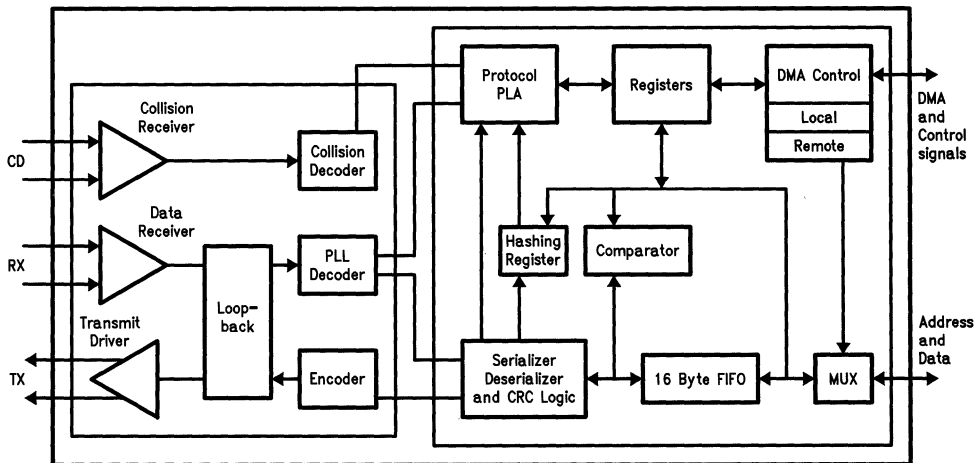 Collision
Receiver
CD
Collision
Decoder
Data
Receiver
RX
Loop-
back
PLL
Decoder
Transmit
Driver
TX
Encoder
Protocol
PLA
Registers
DMA Control
Local
Remote
DMA
and
Control
signals
Hashing
Register
Comparator
Serializer
Deserializer
and CRC Logic
16 Byte FIFO
MUX
Address
and
Data